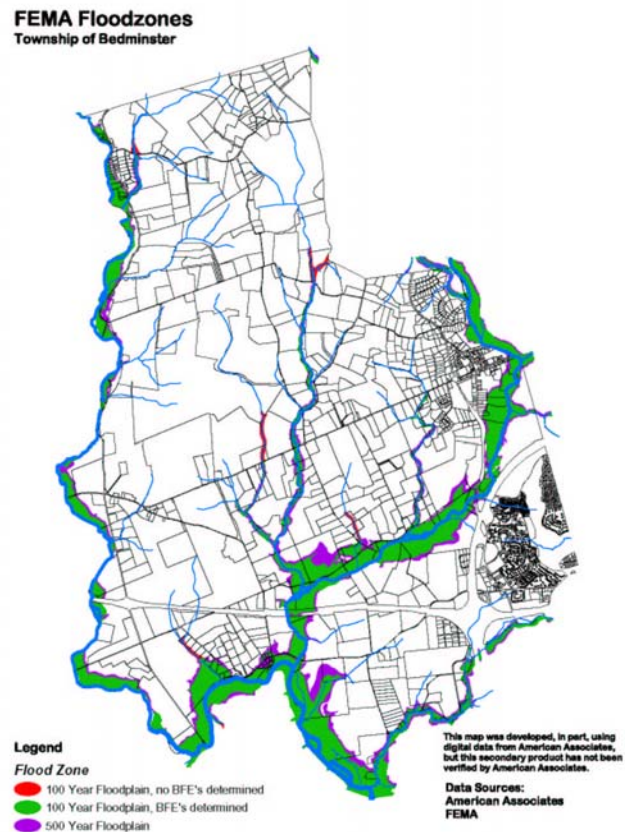 FEMA Floodzones
Township of Bedminster
Legend
Flood Zone
100 Year Floodplain, no BFE's determined
100 Year Floodplain, BFE's determined
500 Year Floodplain
This map was developed, in part, using
digital data from American Associates,
but this secondary product has not been
verified by American Associates.
Data Sources:
American Associates
FEMA